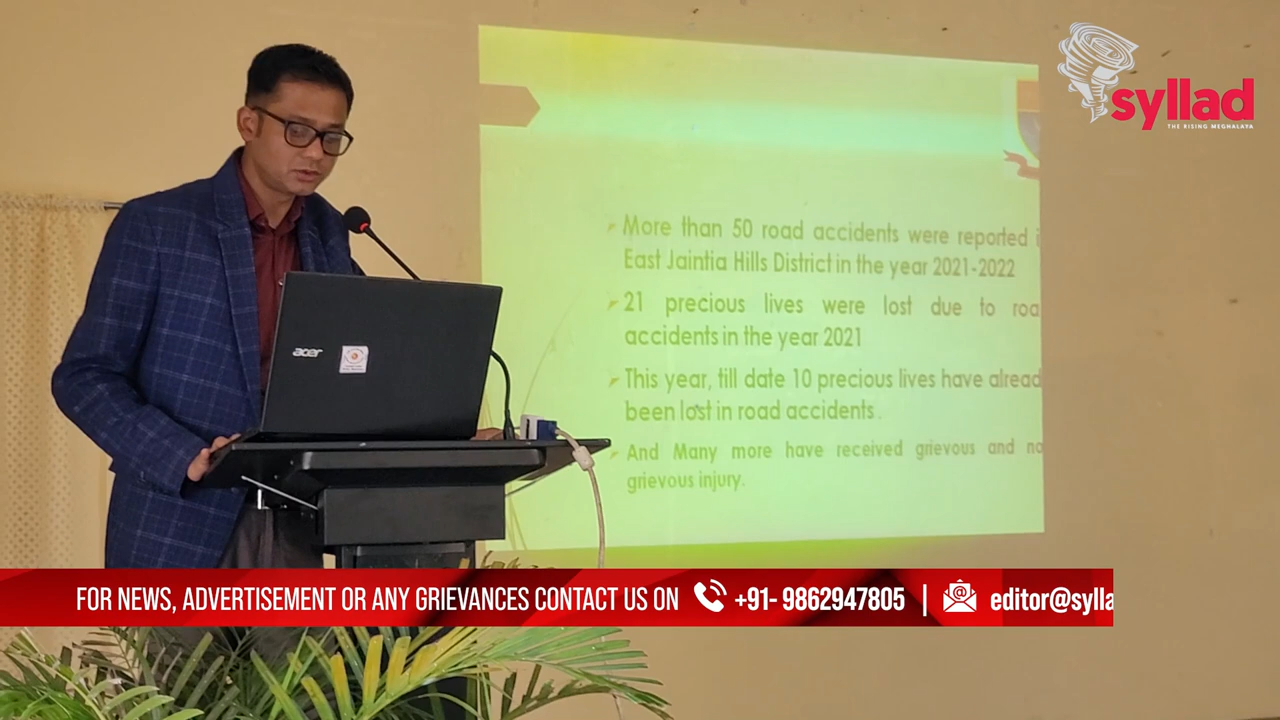 syllad
THE RISING MEGHALAYA
More than 50 road accidents were reported
East Jaintia Hills District in the year 2021-2022
21 precious lives were lost due to roa
accidents in the year 2021
This year, till date 10 precious lives have alread
been lost in road accidents.
And Many more have received grievous and no
grievous injury.
acer
FOR NEWS, ADVERTISEMENT OR ANY GRIEVANCES CONTACT US ON +91- 9862947805 | editor@sylla